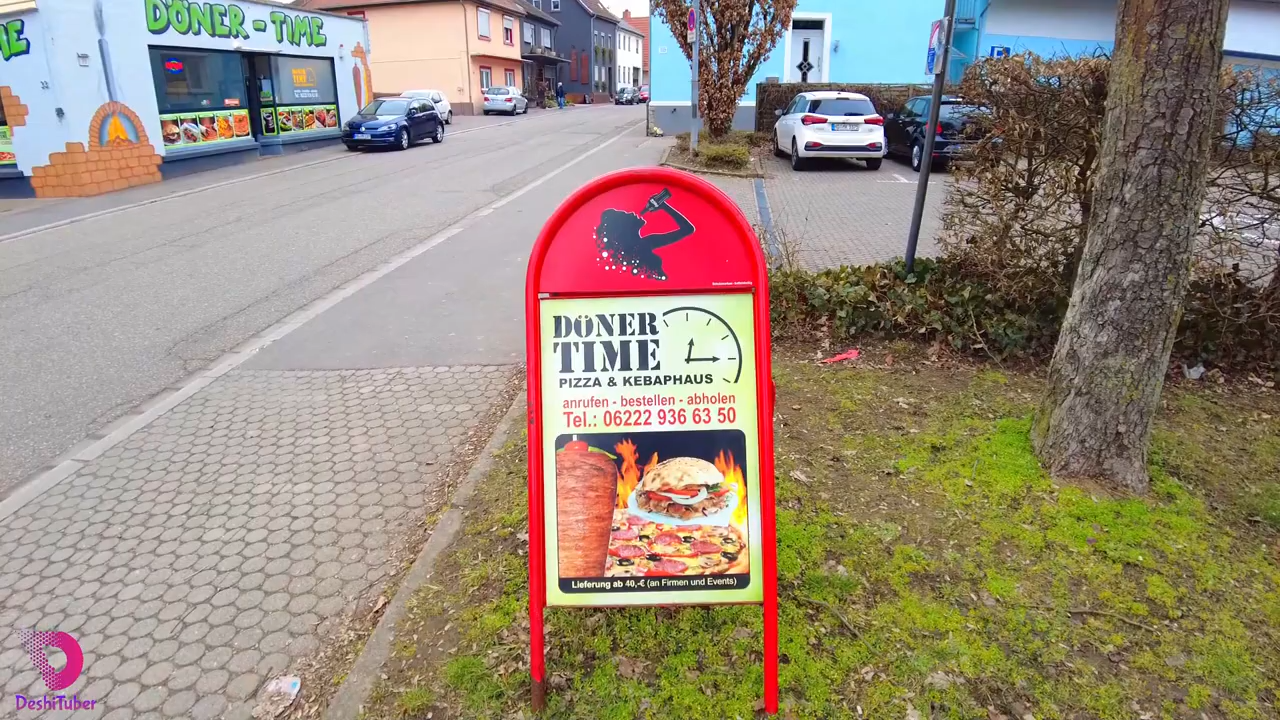 DÖNER - TIME
DÖNER
TIME
PIZZA & KEBAPHAUS
anrufen - bestellen - abholen
Tel.: 06222 936 63 50
Lieferung ab 40,-€ (an Firmen und Events)
DeshiTuber